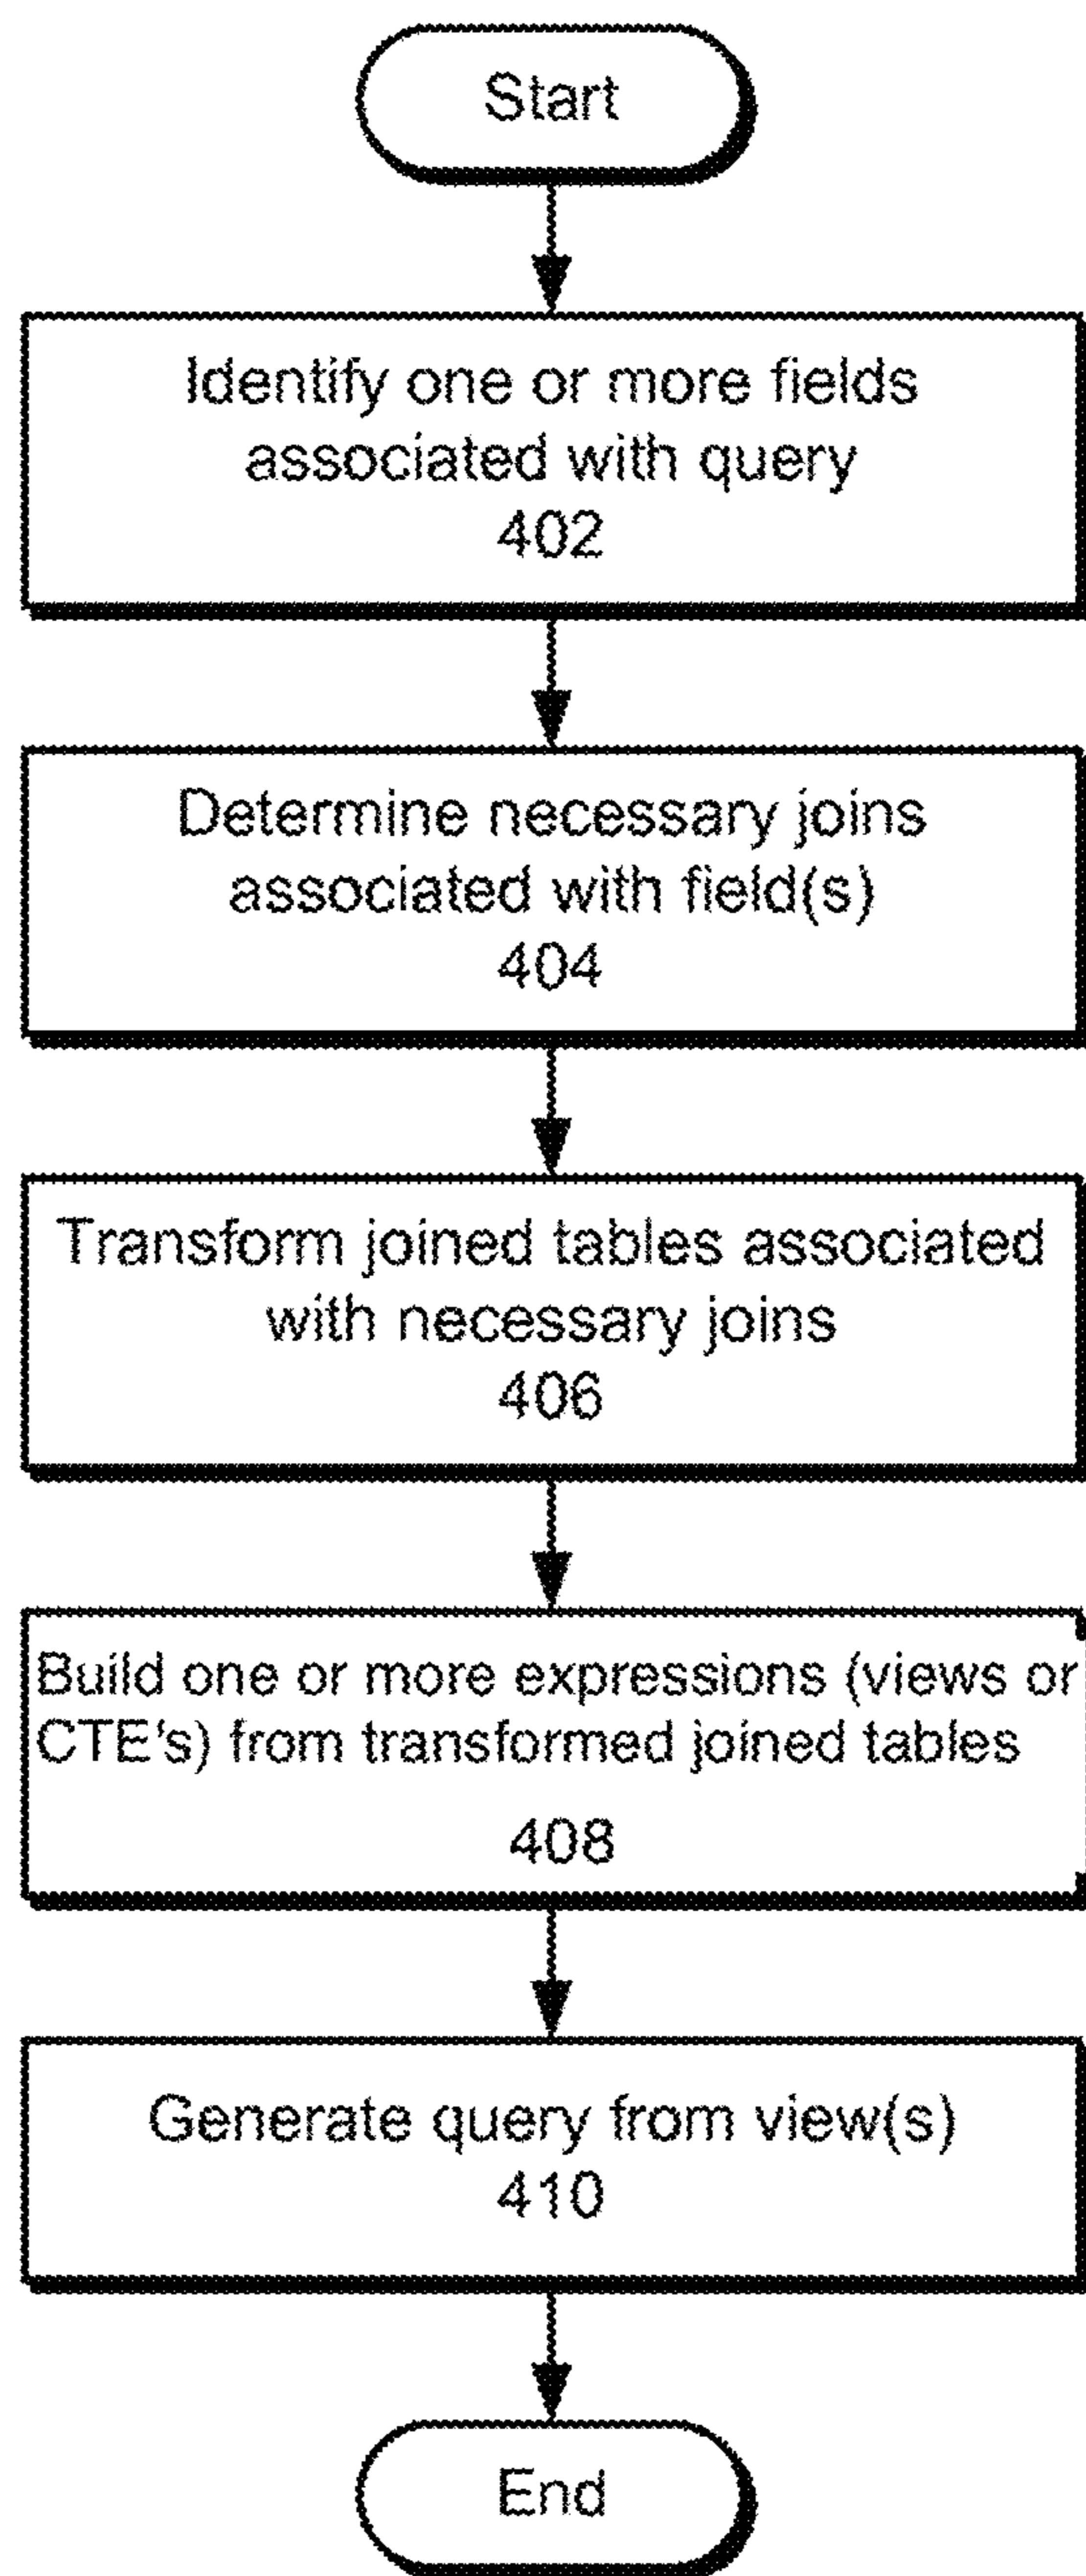 Start
Identify one or more fields
associated with query
402
Determine necessary joins
associated with field(s)
404
Transform joined tables associated
with necessary joins
406
Build one or more expressions (views or
CTE's) from transformed joined tables
408
Generate query from view(s)
410
End